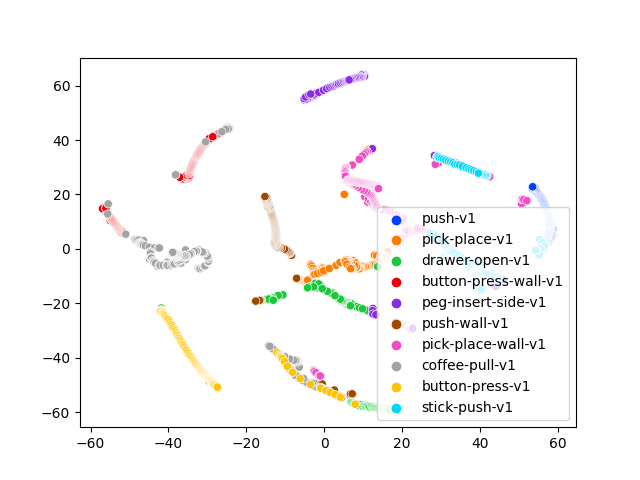 60
40
20
0
−20
−40
−60
−60
−40
−20
0
20
40
60
push-v1
pick-place-v1
drawer-open-v1
button-press-wall-v1
peg-insert-side-v1
push-wall-v1
pick-place-wall-v1
coffee-pull-v1
button-press-v1
stick-push-v1